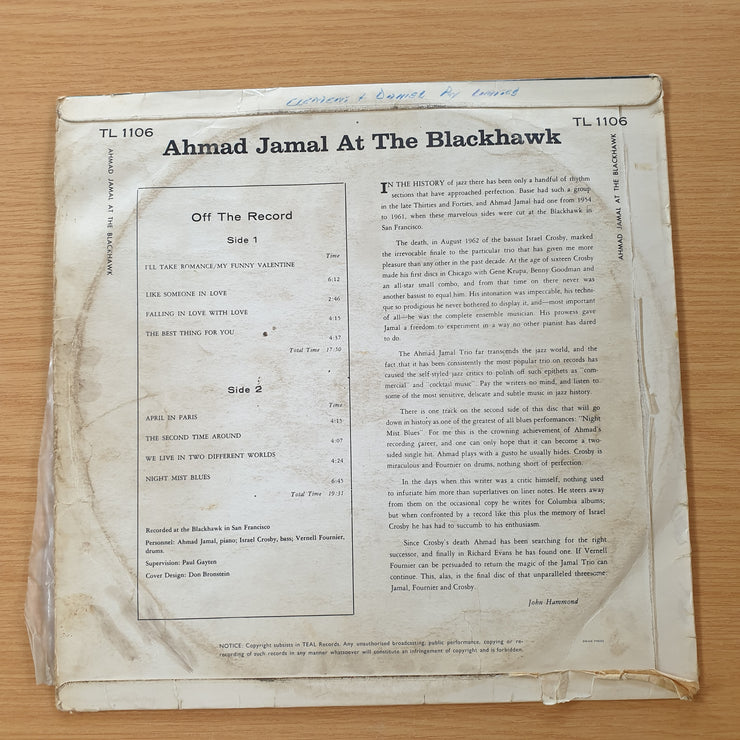 TL 1106
TL 1106
Ahmad Jamal At The Blackhawk
AHMAD JAMAL AT THE BLACKHAWK
Off The Record
Side 1
Time
I'LL TAKE ROMANCE/MY FUNNY VALENTINE
6:12
LIKE SOMEONE IN LOVE
2:46
FALLING IN LOVE WITH LOVE
4:15
THE BEST THING FOR YOU
4:37
Total Time 17:50
Side 2
Time
APRIL IN PARIS
4:15
THE SECOND TIME AROUND
4:07
WE LIVE IN TWO DIFFERENT WORLDS
4:24
NIGHT MIST BLUES
6:45
Total Time 19:31
Recorded at the Blackhawk in San Francisco
Personnel: Ahmad Jamal, piano; Israel Crosby, bass; Vernell Fournier,
drums.
Supervision: Paul Gayten
Cover Design: Don Bronstein
IN THE HISTORY of jazz there has been only a handful of rhythm
sections that have approached perfection. Basie had such a group
in the late Thirties and Forties, and Ahmad Jamal had one from 1954
to 1961, when these marvelous sides were cut at the Blackhawk in
San Francisco.
The death, in August 1962 of the bassist Israel Crosby, marked
the irrevocable finale to the particular trio that has given me more
pleasure than any other in the past decade. At the age of sixteen Crosby
made his first discs in Chicago with Gene Krupa, Benny Goodman and
an all-star small combo, and from that time on there never was
another bassist to equal him. His intonation was impeccable, his techni-
que so prodigious he never bothered to display it, and—most important
of all—he was the complete ensemble musician. His prowess gave
Jamal a freedom to experiment in a way no other pianist has dared
to do.
The Ahmad Jamal Trio far transcends the jazz world, and the
fact that it has been consistently the most popular trio on records has
caused the self-styled jazz critics to polish off such epithets as "com-
mercial" and "cocktail music". Pay the writers no mind, and listen to
some of the most sensitive, delicate and subtle music in jazz history.
There is one track on the second side of this disc that will go
down in history as one of the greatest of all blues performances: "Night
Mist Blues". For me this is the crowning achievement of Ahmad's
recording career, and one can only hope that it can become a two-
sided single hit. Ahmad plays with a gusto he usually hides. Crosby is
miraculous and Fournier on drums, nothing short of perfection.
In the days when this writer was a critic himself, nothing used
to infuriate him more than superlatives on liner notes. He steers away
from them on the occasional copy he writes for Columbia albums;
but when confronted by a record like this plus the memory of Israel
Crosby he has had to succumb to his enthusiasm.
Since Crosby's death Ahmad has been searching for the right
successor, and finally in Richard Evans he has found one. If Vernell
Fournier can be persuaded to return the magic of the Jamal Trio can
continue. This, alas, is the final disc of that unparalleled threesome:
Jamal, Fournier and Crosby.
John Hammond
AHMAD JAMAL AT THE BLACKHAWK
NOTICE: Copyright subsists in TEAL Records. Any unauthorised broadcasting, public performance, copying or re-
recording of such records in any manner whatsoever will constitute an infringement of copyright and is forbidden.